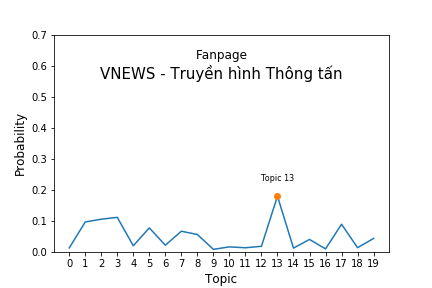 Fanpage
VNEWS - Truyền hình Thông tấn
Probability
0.7
0.6
0.5
0.4
0.3
0.2
0.1
0.0
Topic 13
0 1 2 3 4 5 6 7 8 9 10 11 12 13 14 15 16 17 18 19
Topic